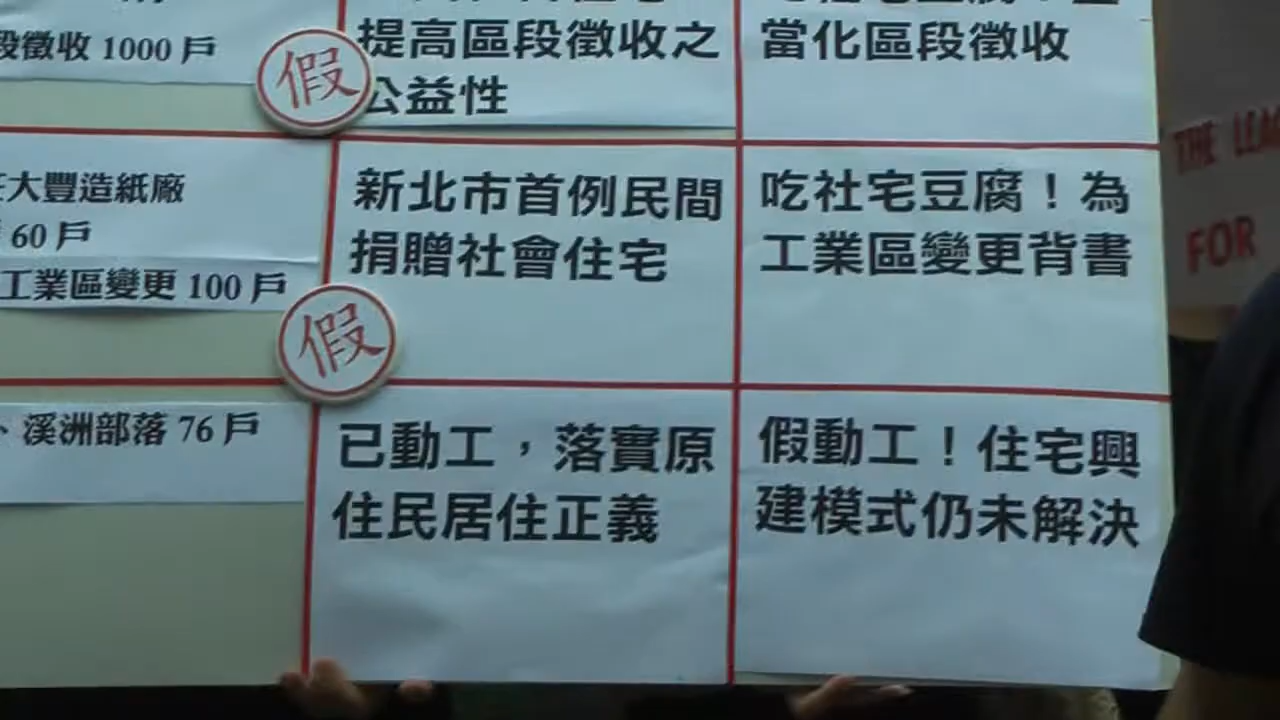 段徵收 1000 戶
假
提高區段徵收之
公益性
當化區段徵收
大豐造紙廠
60 戶
工業區變更 100 戶
假
新北市首例民間
捐贈社會住宅
吃社宅豆腐！為
工業區變更背書
、溪洲部落 76 戶
已動工，落實原
住民居住正義
假動工！住宅興
建模式仍未解決
THE
FOR